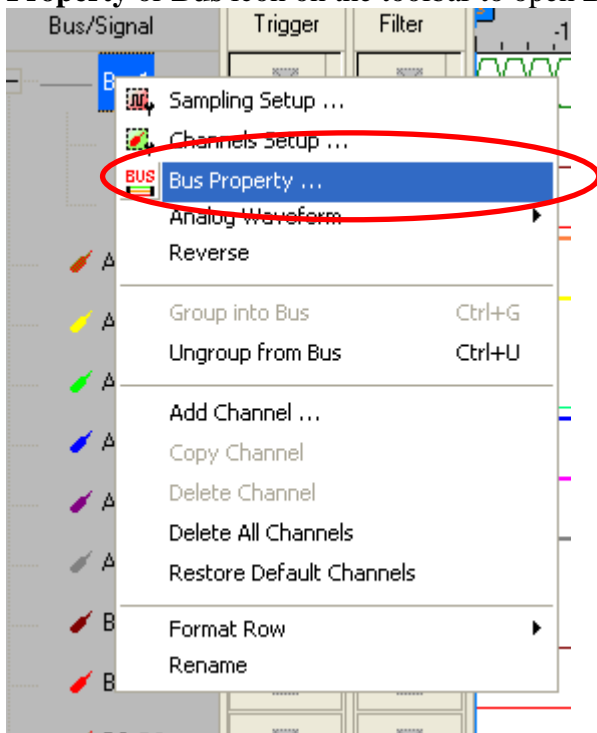 Property or Bus icon on the toolbar to open
Bus/Signal Trigger Filter -1
Sampling Setup ...
Channels Setup ...
BUS Bus Property ...
Analog Waveform
A
Reverse
A
Group into Bus Ctrl+G
Ungroup from Bus Ctrl+U
A
Add Channel ...
A
Copy Channel
A
Delete Channel
Delete All Channels
A
Restore Default Channels
B
Format Row
Rename
B